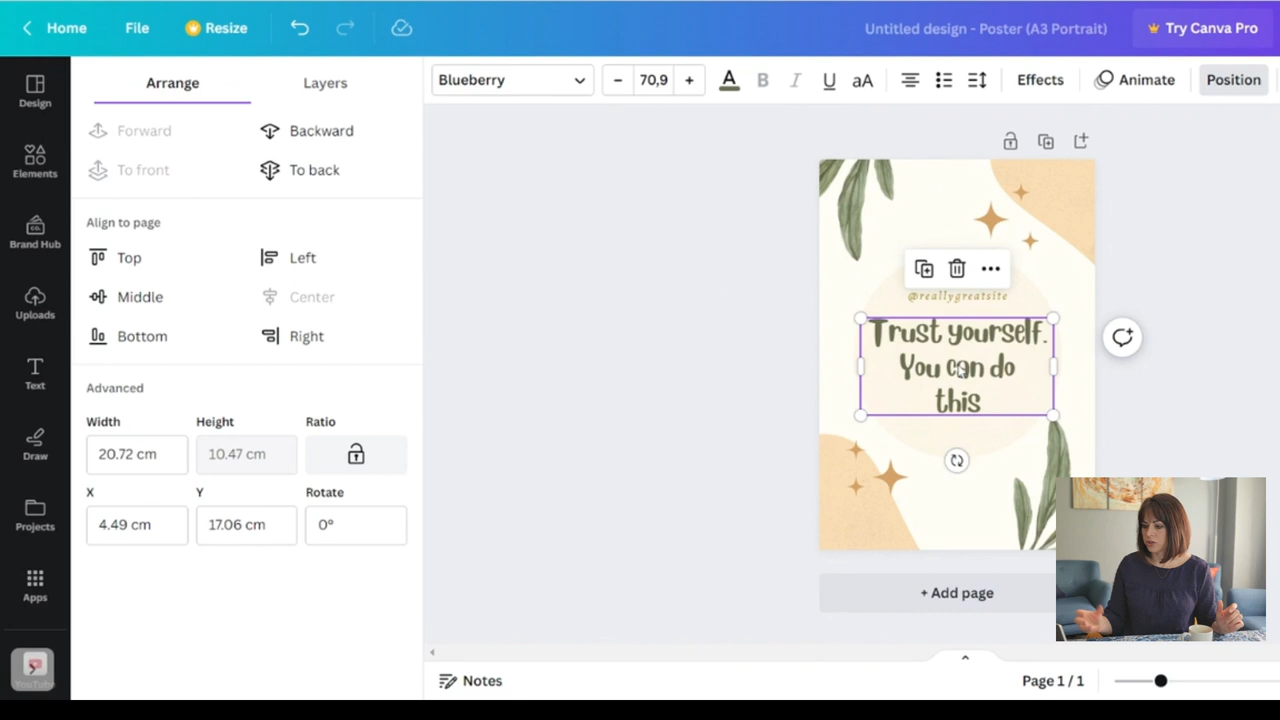 Home File Resize Untitled design - Poster (A3 Portrait) Try Canva Pro
Arrange Layers
Blueberry - 70,9 + A B I U aA Effects Animate Position
Design
Elements
CO.
Brand Hub
Uploads
Text
Draw
Projects
Apps
YouTube
Forward Backward
To front To back
Align to page
Top Left
Middle Center
Bottom Right
Advanced
Width Height Ratio
20.72 cm 10.47 cm
X Y Rotate
4.49 cm 17.06 cm 0°
@reallygreatsite
Trust yourself.
You can do
this
+ Add page
Notes Page 1 / 1